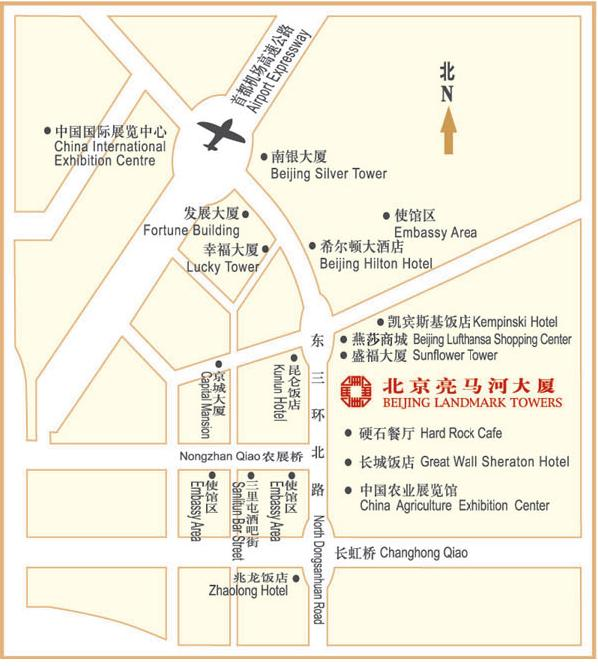 首都机场高速公路
Airport Expressway
北
N
中国国际展览中心
China International
Exhibition Centre
南银大厦
Beijing Silver Tower
发展大厦
Fortune Building
使馆区
Embassy Area
幸福大厦
Lucky Tower
希尔顿大酒店
Beijing Hilton Hotel
凯宾斯基饭店 Kempinski Hotel
燕莎商城 Beijing Lufthansa Shopping Center
盛福大厦 Sunflower Tower
京城大厦
Capital Mansion
昆仑饭店
Kunlun Hotel
东三环北路
North Dongsanhuan Road
北京亮马河大厦
BEIJING LANDMARK TOWERS
硬石餐厅 Hard Rock Cafe
Nongzhan Qiao 农展桥
长城饭店 Great Wall Sheraton Hotel
使馆区
Embassy Area
三里屯酒吧街
Sanlitun Bar Street
使馆区
Embassy Area
中国农业展览馆
China Agriculture Exhibition Center
长虹桥 Changhong Qiao
兆龙饭店
Zhaolong Hotel